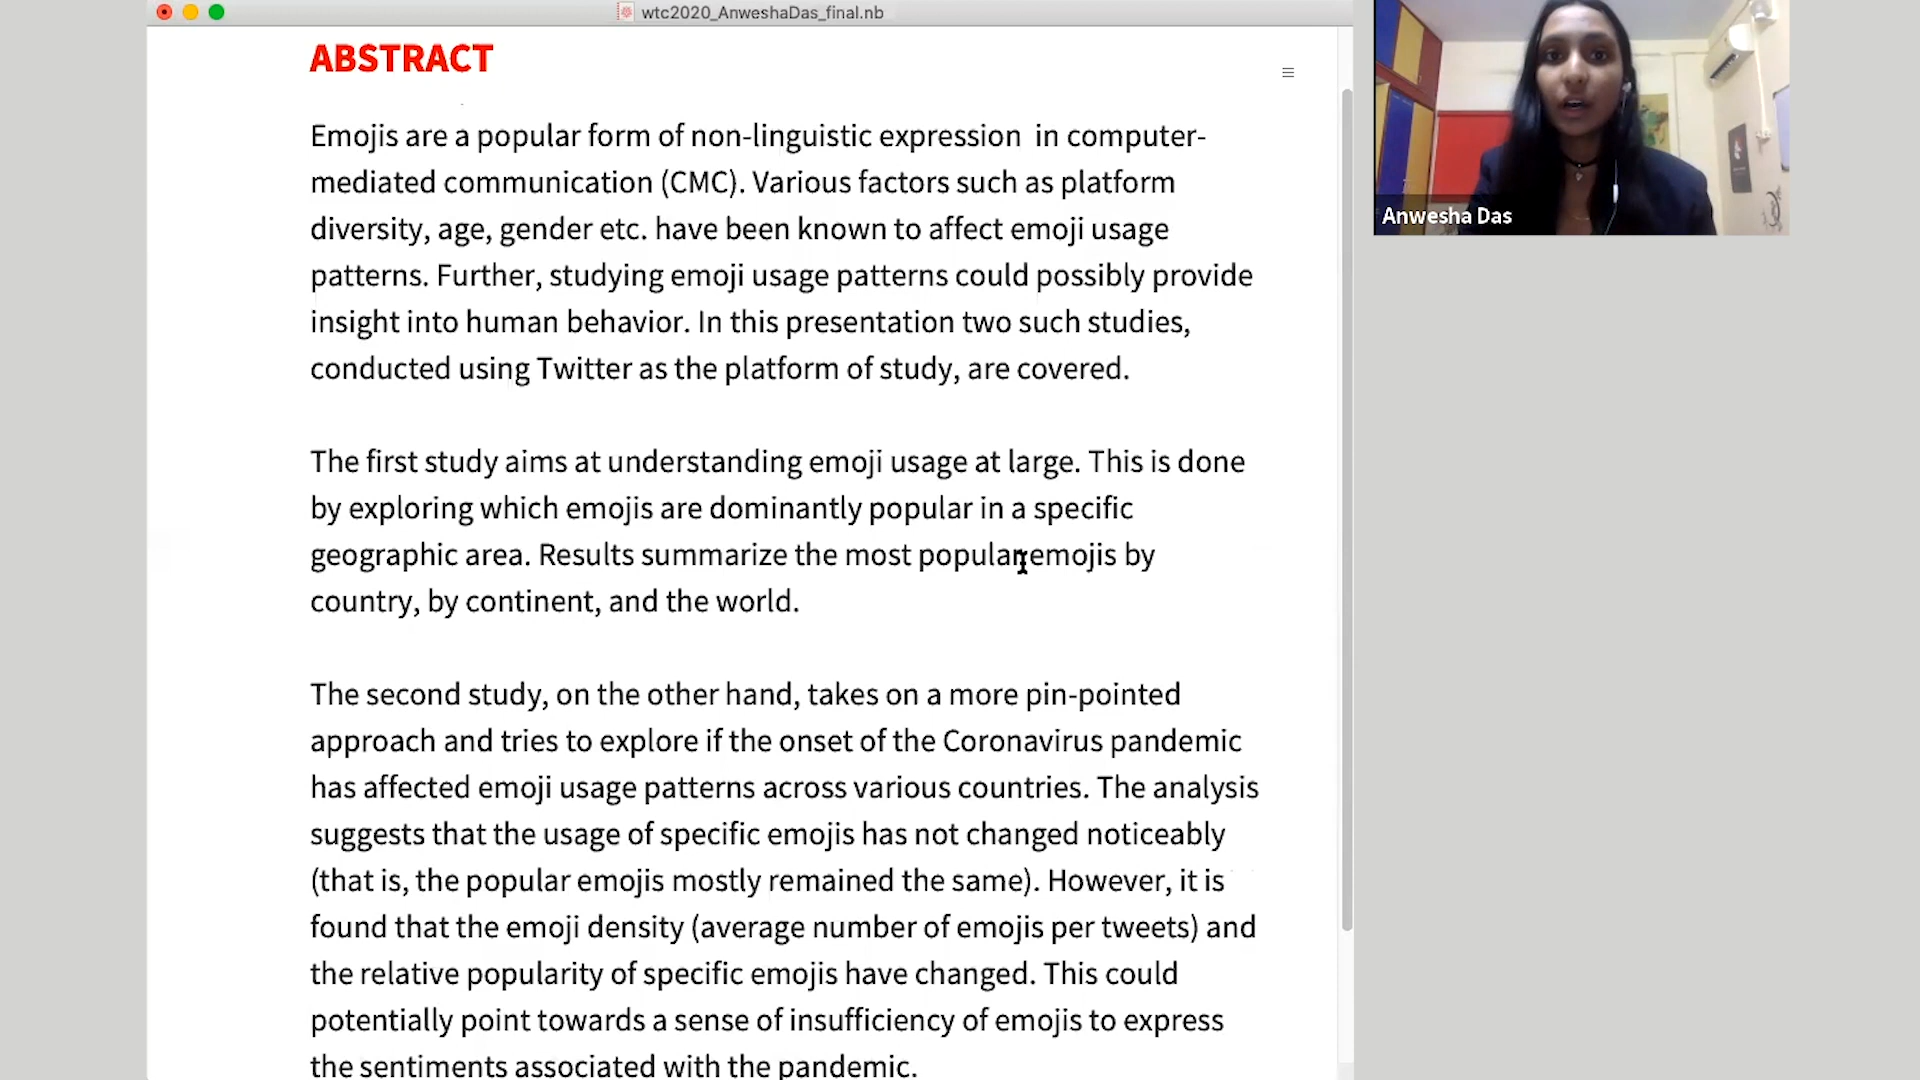 wtc2020_AnweshaDas_final.nb
ABSTRACT
Emojis are a popular form of non-linguistic expression in computer-
mediated communication (CMC). Various factors such as platform
diversity, age, gender etc. have been known to affect emoji usage
patterns. Further, studying emoji usage patterns could possibly provide
insight into human behavior. In this presentation two such studies,
conducted using Twitter as the platform of study, are covered.
The first study aims at understanding emoji usage at large. This is done
by exploring which emojis are dominantly popular in a specific
geographic area. Results summarize the most popular emojis by
country, by continent, and the world.
The second study, on the other hand, takes on a more pin-pointed
approach and tries to explore if the onset of the Coronavirus pandemic
has affected emoji usage patterns across various countries. The analysis
suggests that the usage of specific emojis has not changed noticeably
(that is, the popular emojis mostly remained the same). However, it is
found that the emoji density (average number of emojis per tweets) and
the relative popularity of specific emojis have changed. This could
potentially point towards a sense of insufficiency of emojis to express
the sentiments associated with the pandemic.
Anwesha Das